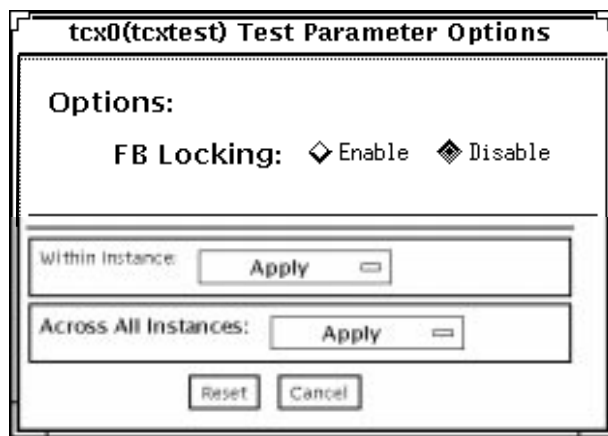 tcx0(tcxtest) Test Parameter Options
Options:
FB Locking: Enable Disable
Within Instance: Apply
Across All Instances: Apply
Reset Cancel